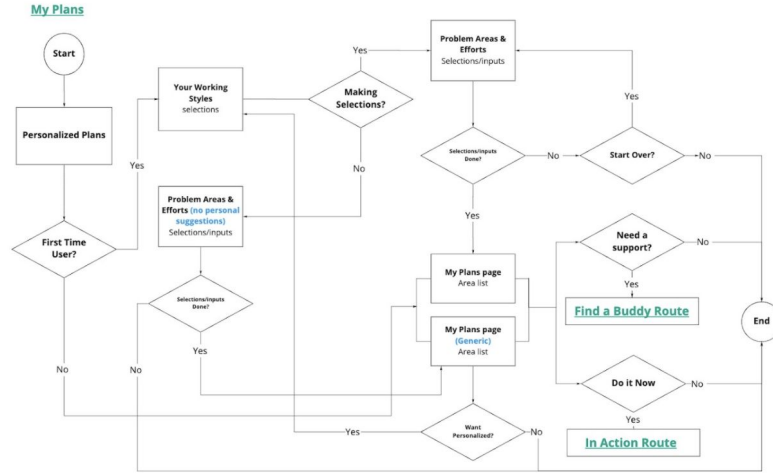 My Plans
Start
Personalized Plans
First Time
User?
Yes
No
Your Working
Styles
selections
Making
Selections?
Yes
No
Problem Areas &
Efforts
Selections/inputs
Selections/inputs
Done?
No
Yes
Start Over?
Yes
No
Problem Areas &
Efforts (no personal
suggestions)
Selections/inputs
Selections/inputs
Done?
No
Yes
My Plans page
Area list
My Plans page
(Generic)
Area list
Want
Personalized?
Yes
No
Need a
support?
No
Yes
Find a Buddy Route
Do it Now
No
Yes
In Action Route
End